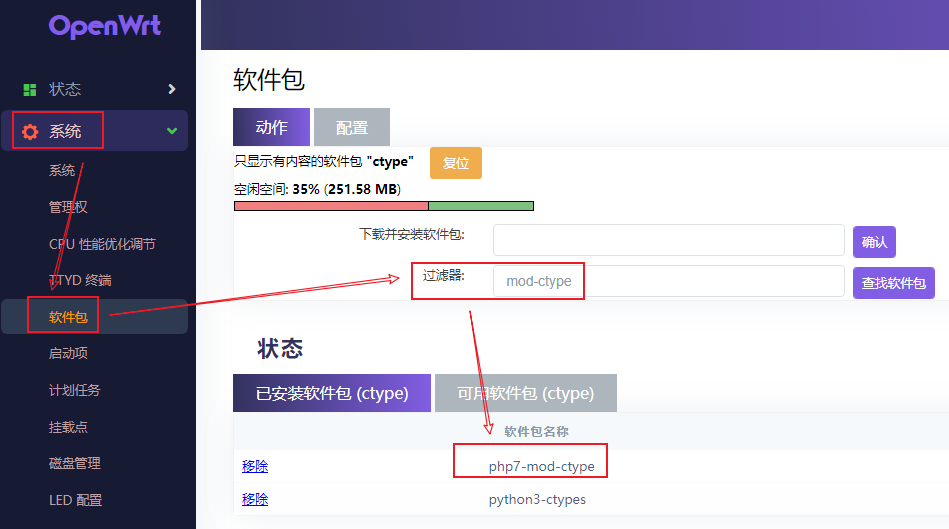 OpenWrt
状态
系统
系统
管理权
CPU 性能优化调节
TTYD 终端
软件包
启动项
计划任务
挂载点
磁盘管理
LED 配置
软件包
动作 配置
只显示有内容的软件包 "ctype" 复位
空闲空间: 35% (251.58 MB)
下载并安装软件包: 确认
过滤器: mod-ctype 查找软件包
状态
已安装软件包 (ctype) 可用软件包 (ctype)
软件包名称
移除 php7-mod-ctype
移除 python3-ctypes